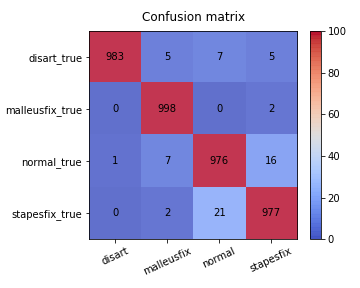 Confusion matrix
disart_true 983 5 7 5
malleusfix_true 0 998 0 2
normal_true 1 7 976 16
stapesfix_true 0 2 21 977
disart malleusfix normal stapesfix
100
80
60
40
20
0